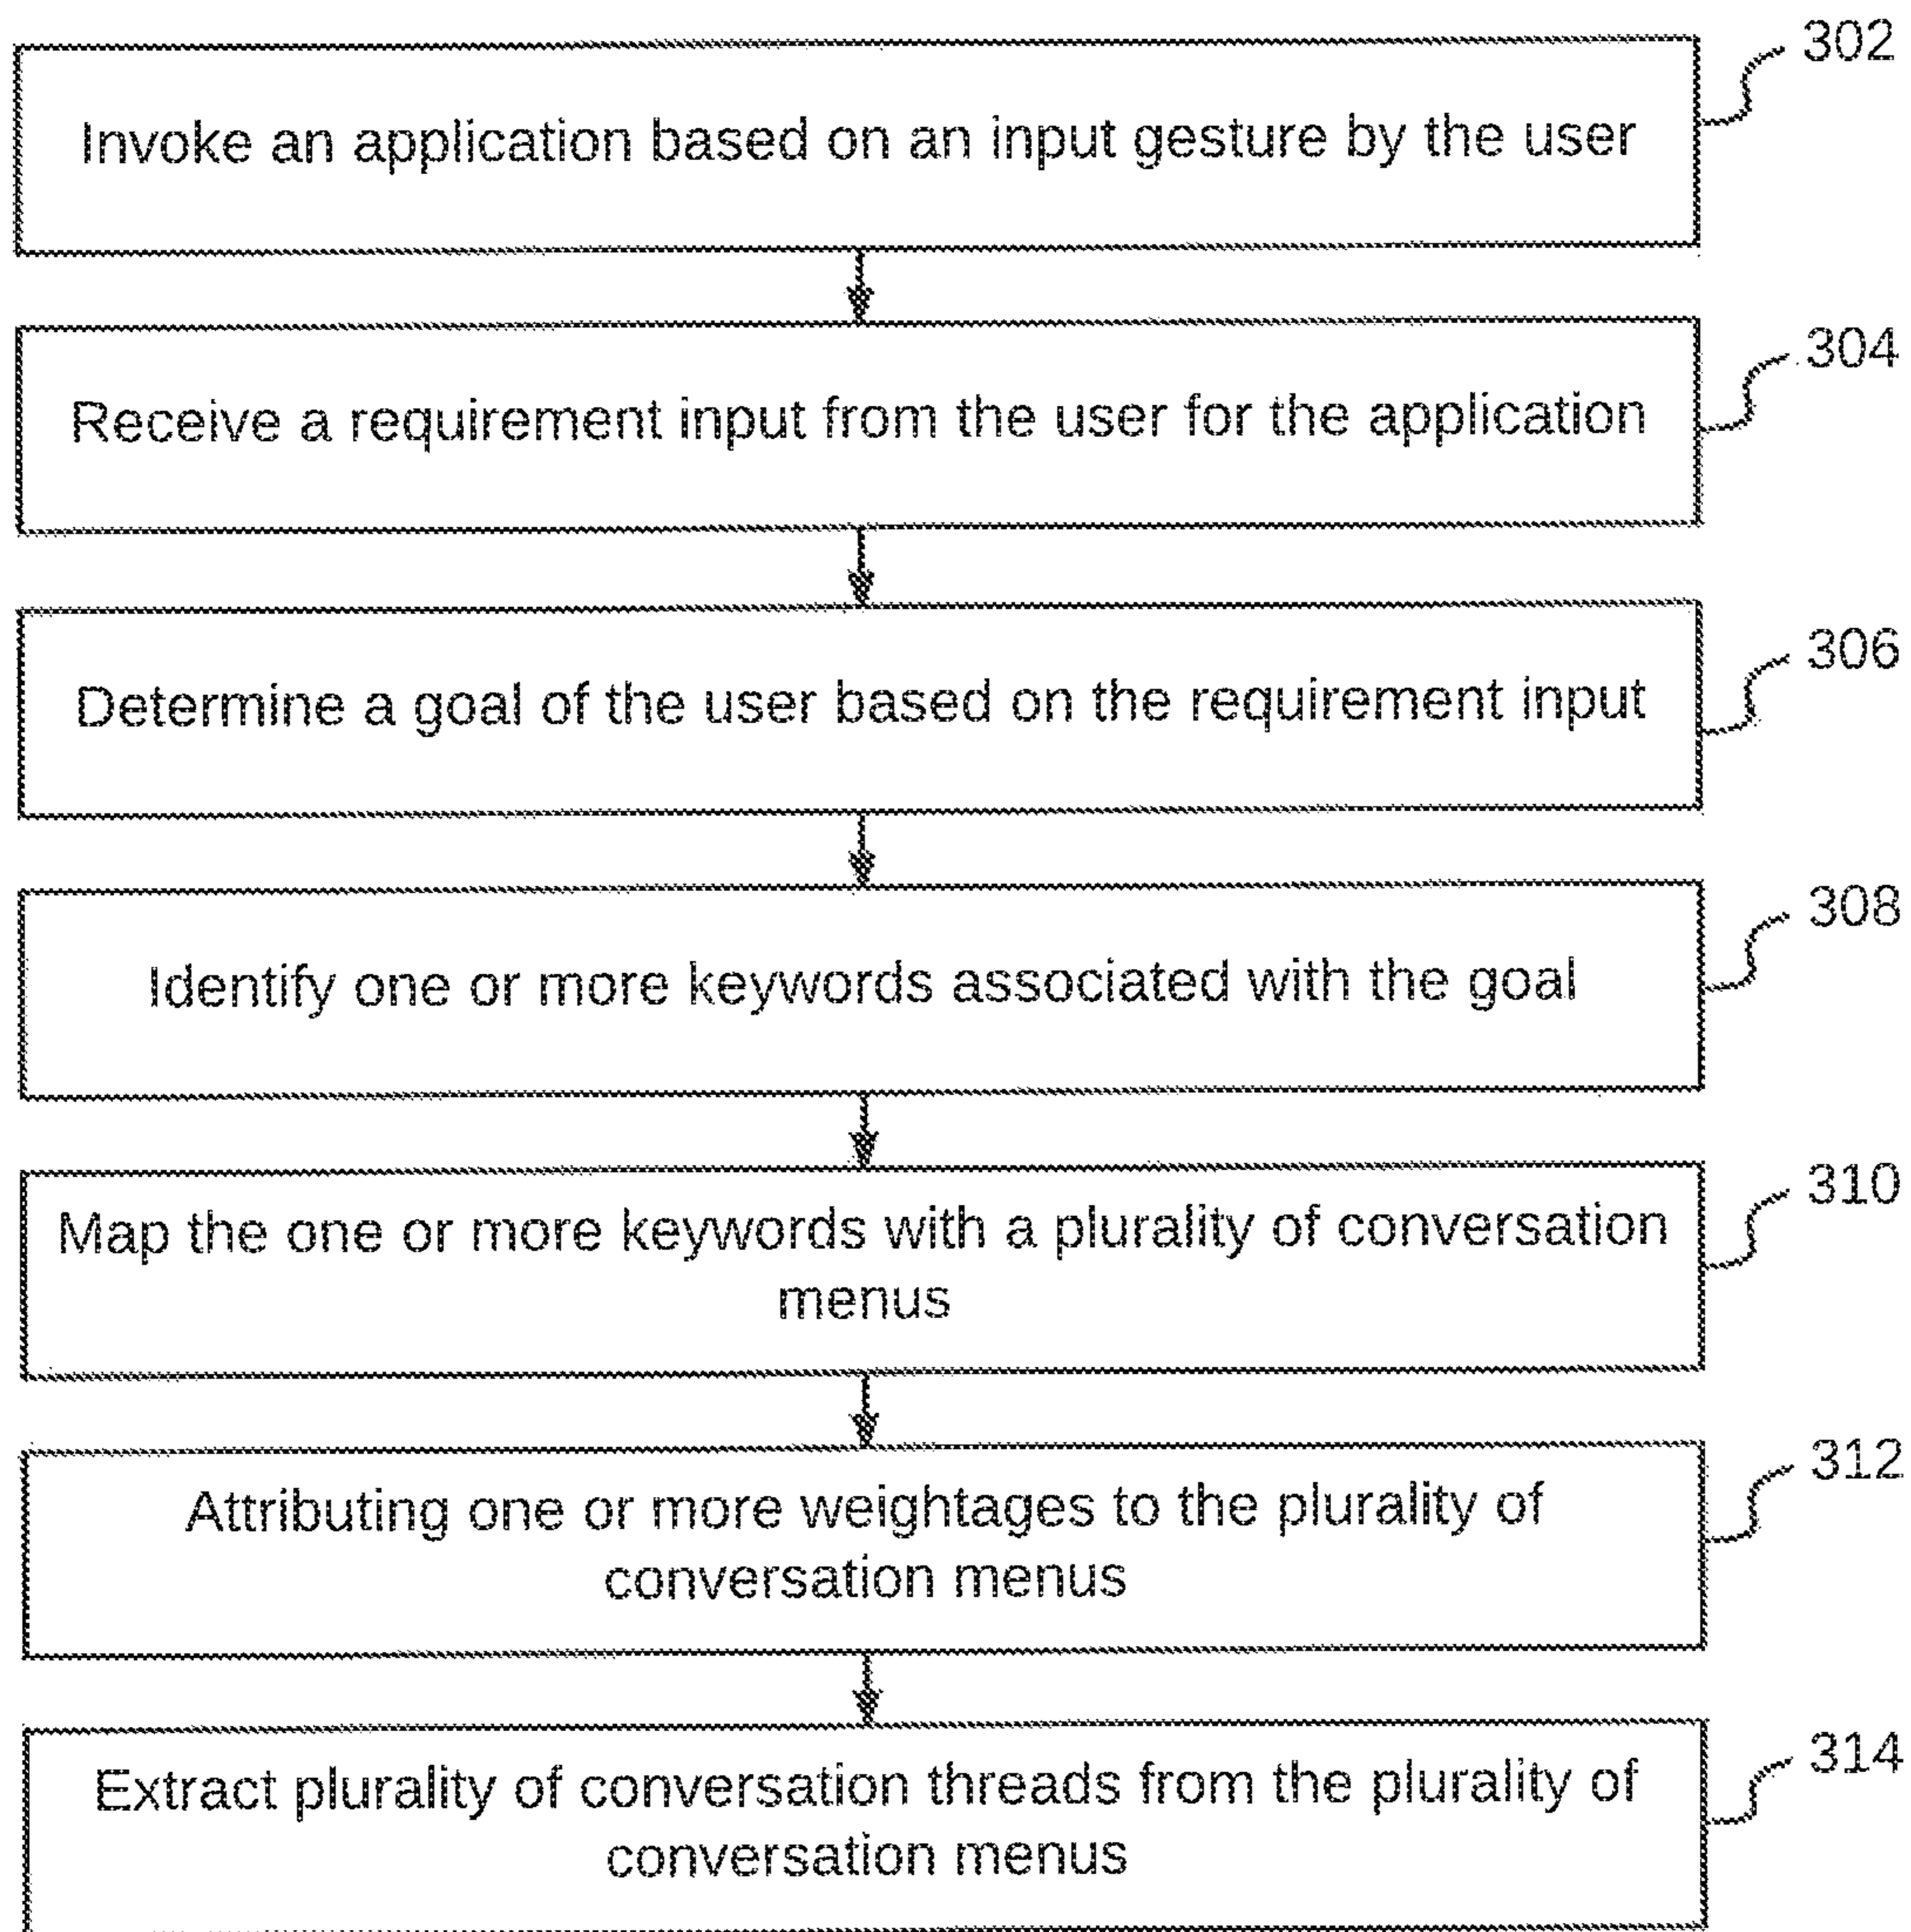 302
Invoke an application based on an input gesture by the user
304
Receive a requirement input from the user for the application
306
Determine a goal of the user based on the requirement input
308
Identify one or more keywords associated with the goal
310
Map the one or more keywords with a plurality of conversation
menus
312
Attributing one or more weightages to the plurality of
conversation menus
314
Extract plurality of conversation threads from the plurality of
conversation menus